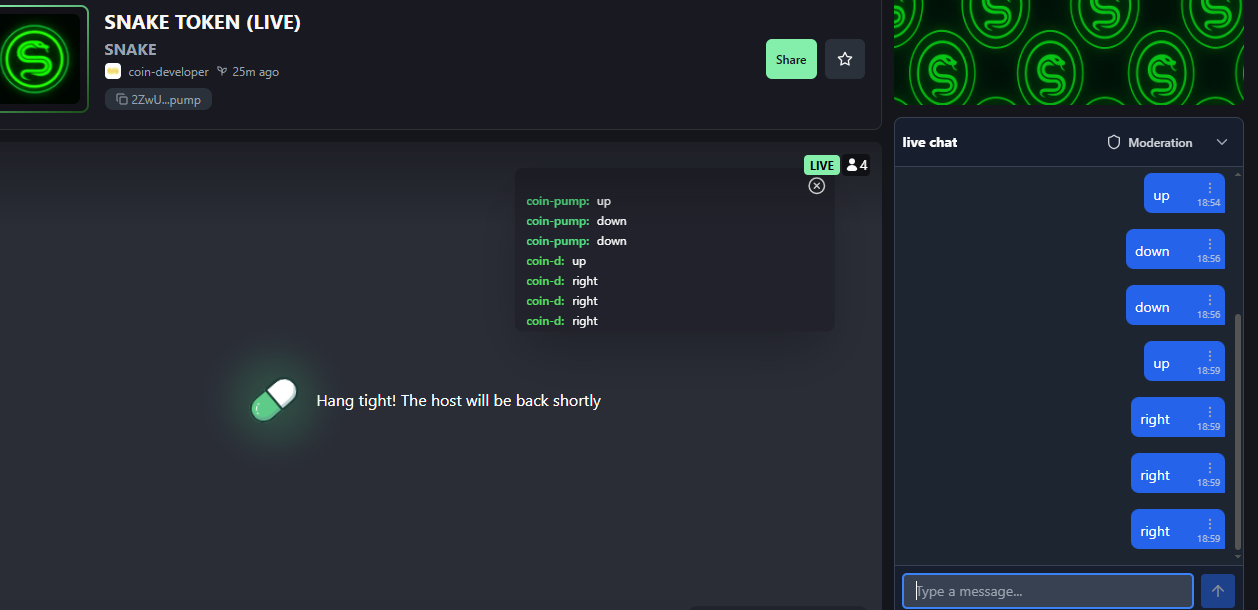 SNAKE TOKEN (LIVE)
SNAKE
coin-developer 25m ago
2ZwU...pump
Share
LIVE 4
coin-pump: up
coin-pump: down
coin-pump: down
coin-d: up
coin-d: right
coin-d: right
coin-d: right
Hang tight! The host will be back shortly
live chat Moderation
up 18:54
down 18:56
down 18:56
up 18:59
right 18:59
right 18:59
right 18:59
Type a message...